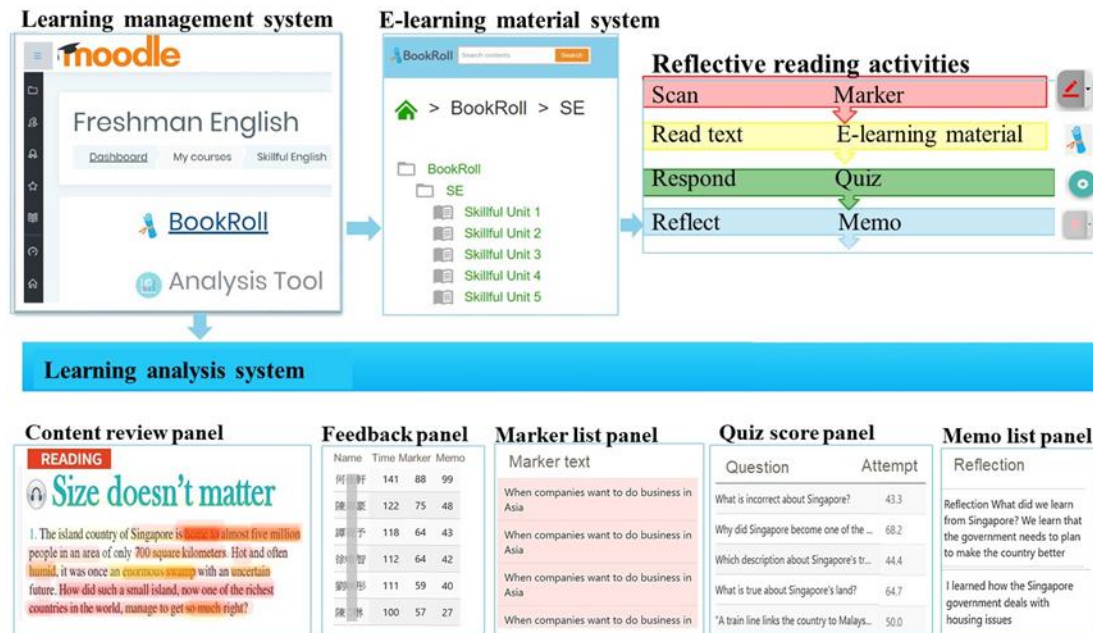 Learning management system
E-learning material system
moodle
Freshman English
Dashboard My courses Skillful English
BookRoll
Analysis Tool
BookRoll Search contents Search
> BookRoll > SE
BookRoll
SE
Skillful Unit 1
Skillful Unit 2
Skillful Unit 3
Skillful Unit 4
Skillful Unit 5
Reflective reading activities
Scan Marker
Read text E-learning material
Respond Quiz
Reflect Memo
Learning analysis system
Content review panel
READING
Size doesn't matter
1. The island country of Singapore is home to almost five million
people in an area of only 700 square kilometers. Hot and often
humid, it was once an enormous swamp with an uncertain
future. How did such a small island, now one of the richest
countries in the world, manage to get so much right?
Feedback panel
Name Time Marker Memo
何 軒 141 88 99
陳 豪 122 75 48
譚 予 118 64 43
徐 智 112 64 42
劉 彤 111 59 40
陳 100 57 27
Marker list panel
Marker text
When companies want to do business in
Asia
When companies want to do business in
Asia
When companies want to do business in
Asia
When companies want to do business in
Quiz score panel
Question Attempt
What is incorrect about Singapore? 43.3
Why did Singapore become one of the ... 68.2
Which description about Singapore's tr... 44.4
What is true about Singapore's land? 64.7
"A train line links the country to Malays... 50.0
Memo list panel
Reflection
Reflection What did we learn
from Singapore? We learn that
the government needs to plan
to make the country better
I learned how the Singapore
government deals with
housing issues